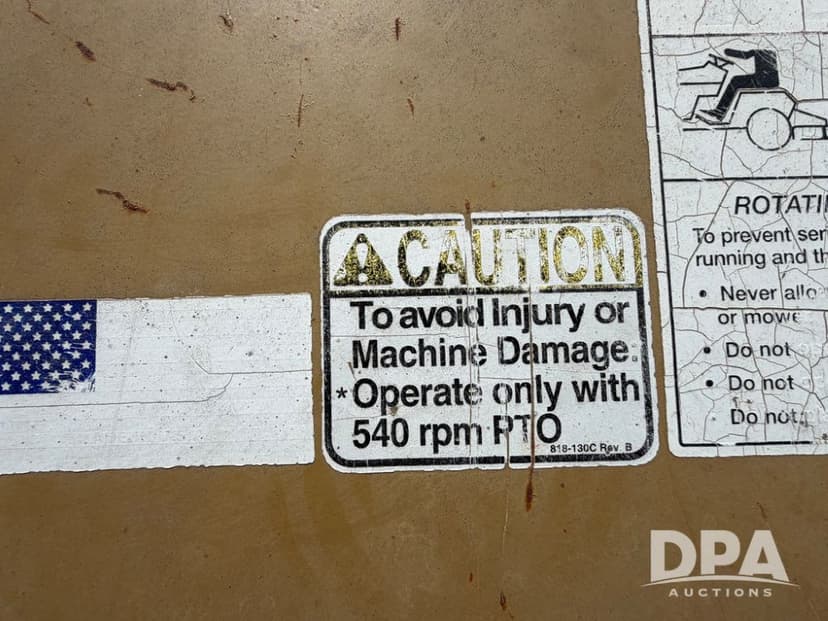 CAUTION
To avoid Injury or
Machine Damage:
*Operate only with
540 rpm PTO
818-130C Rev. B
ROTATI
To prevent ser
running and th
• Never allo
or mowe
• Do not
• Do not
Do not
DPA
AUCTIONS